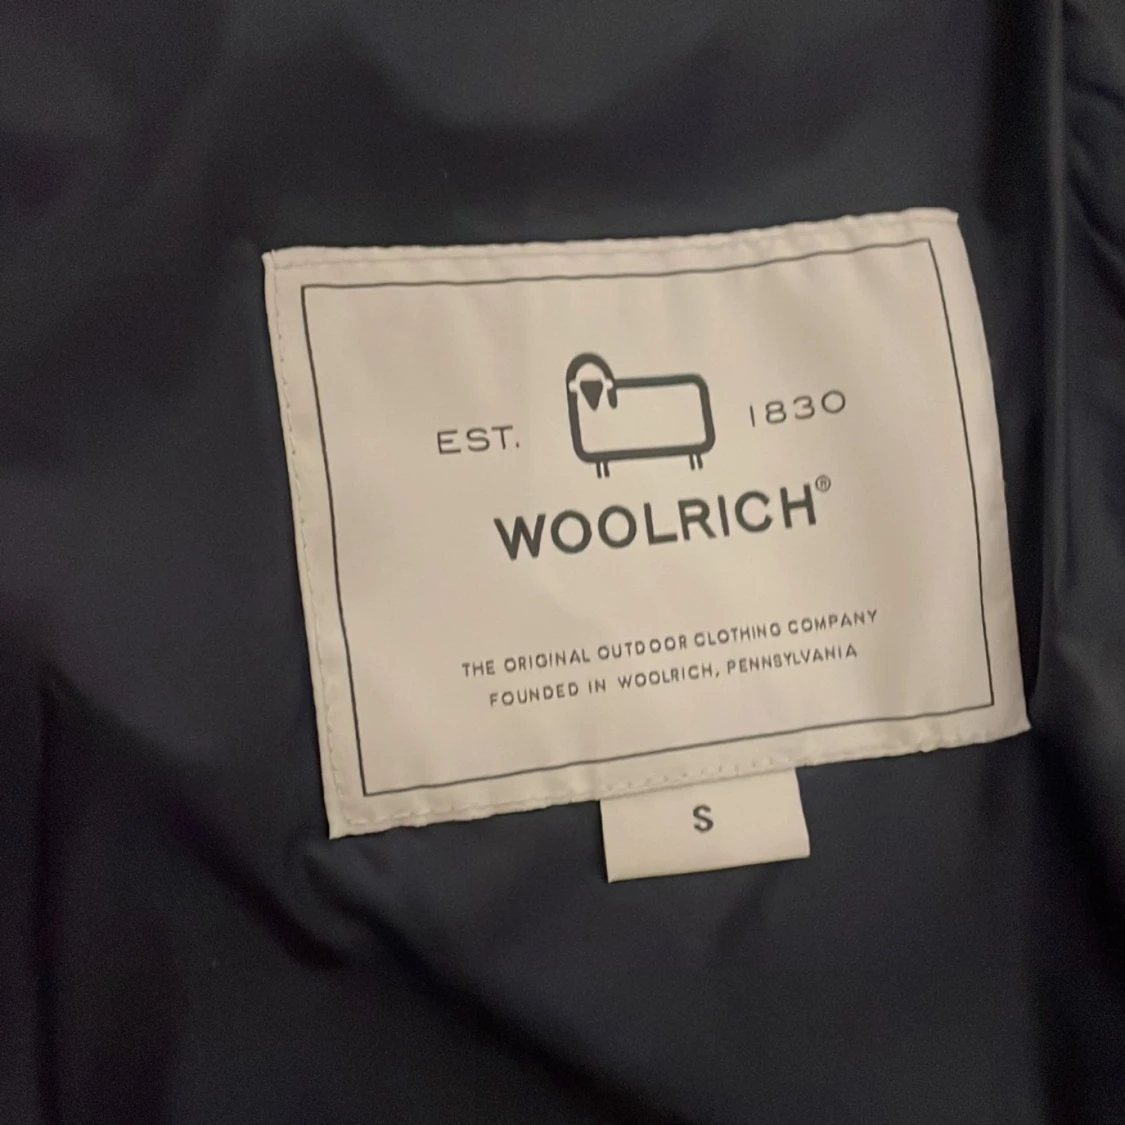 EST. 1830
WOOLRICH®
THE ORIGINAL OUTDOOR CLOTHING COMPANY
FOUNDED IN WOOLRICH, PENNSYLVANIA
S